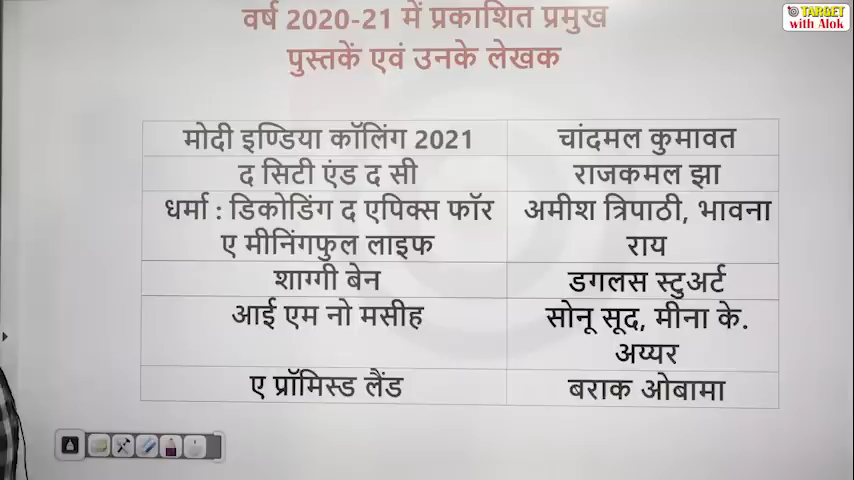 वर्ष 2020-21 में प्रकाशित प्रमुख
पुस्तकें एवं उनके लेखक
TARGET
with Alok
मोदी इण्डिया कॉलिंग 2021 चांदमल कुमावत
द सिटी एंड द सी राजकमल झा
धर्मा : डिकोडिंग द एपिक्स फॉर अमीश त्रिपाठी, भावना
ए मीनिंगफुल लाइफ राय
शाग्गी बेन डगलस स्टुअर्ट
आई एम नो मसीह सोनू सूद, मीना के.
अय्यर
ए प्रॉमिस्ड लैंड बराक ओबामा